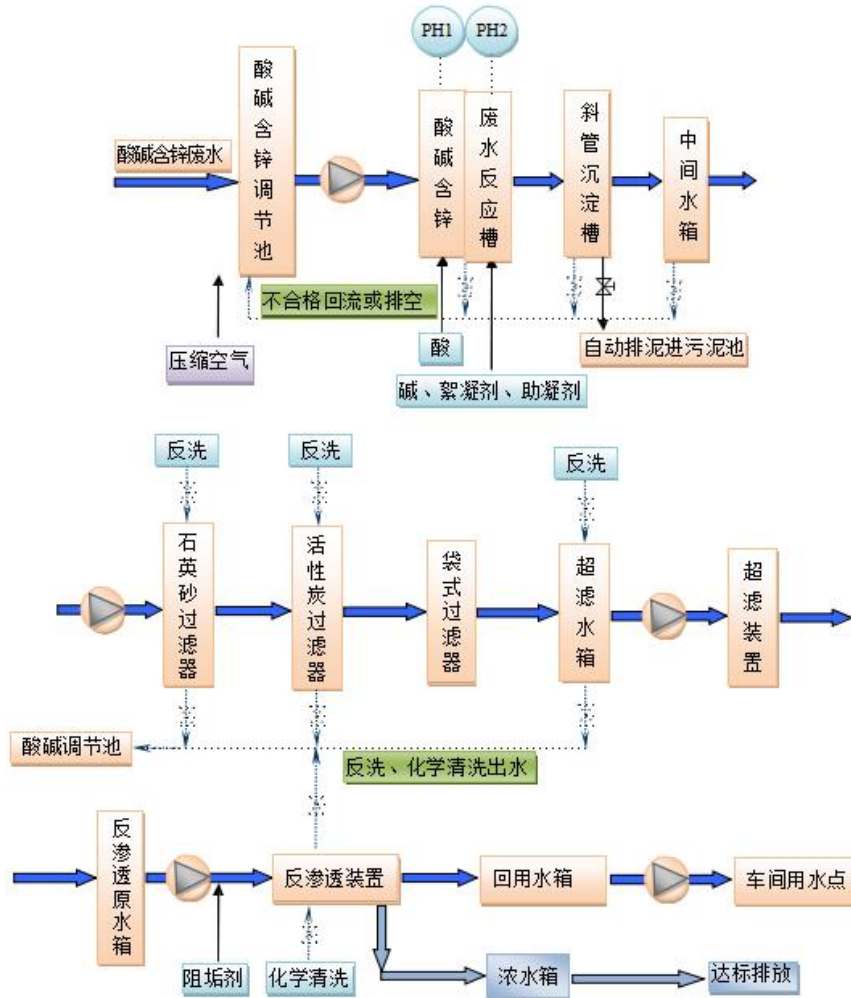 PH1
PH2
酸碱含锌废水
酸碱含锌调节池
酸碱含锌
废水反应槽
斜管沉淀槽
中间水箱
不合格回流或排空
压缩空气
酸
自动排泥进污泥池
碱、絮凝剂、助凝剂
反洗
反洗
反洗
石英砂过滤器
活性炭过滤器
袋式过滤器
超滤水箱
超滤装置
酸碱调节池
反洗、化学清洗出水
反渗透原水箱
反渗透装置
回用水箱
车间用水点
阻垢剂
化学清洗
浓水箱
达标排放